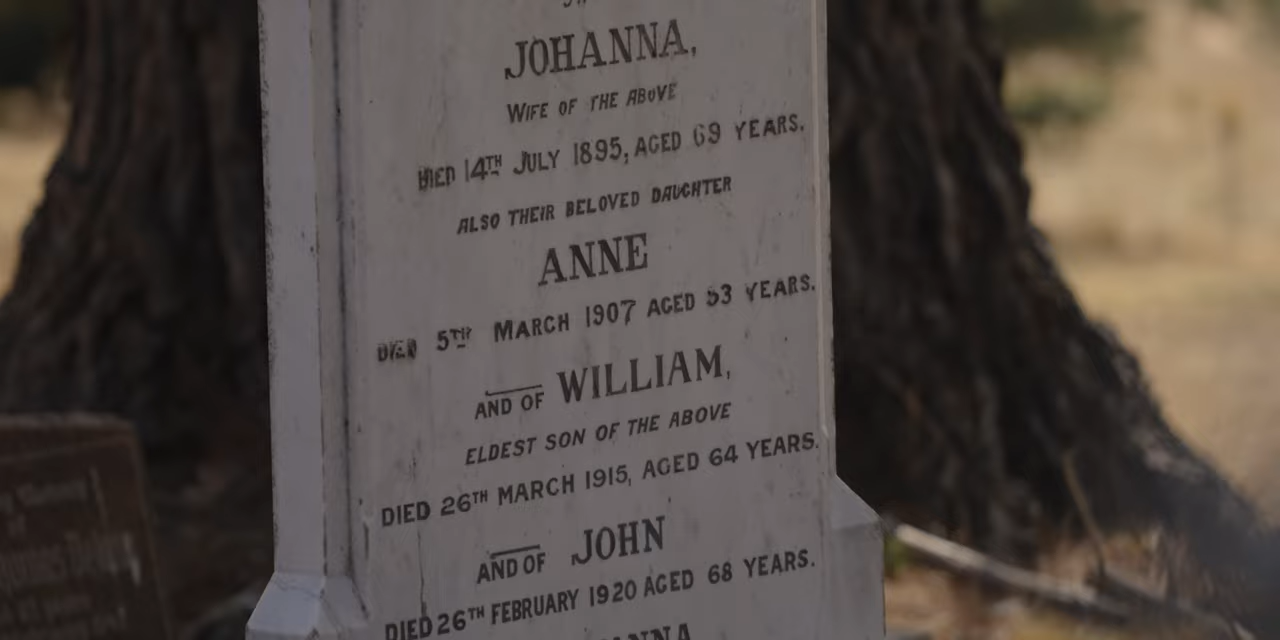 JOHANNA,
WIFE OF THE ABOVE
DIED 14TH JULY 1895, AGED 69 YEARS.
ALSO THEIR BELOVED DAUGHTER
ANNE
DIED 5TH MARCH 1907 AGED 53 YEARS.
AND OF WILLIAM,
ELDEST SON OF THE ABOVE
DIED 26TH MARCH 1915, AGED 64 YEARS.
AND OF JOHN
DIED 26TH FEBRUARY 1920 AGED 68 YEARS.